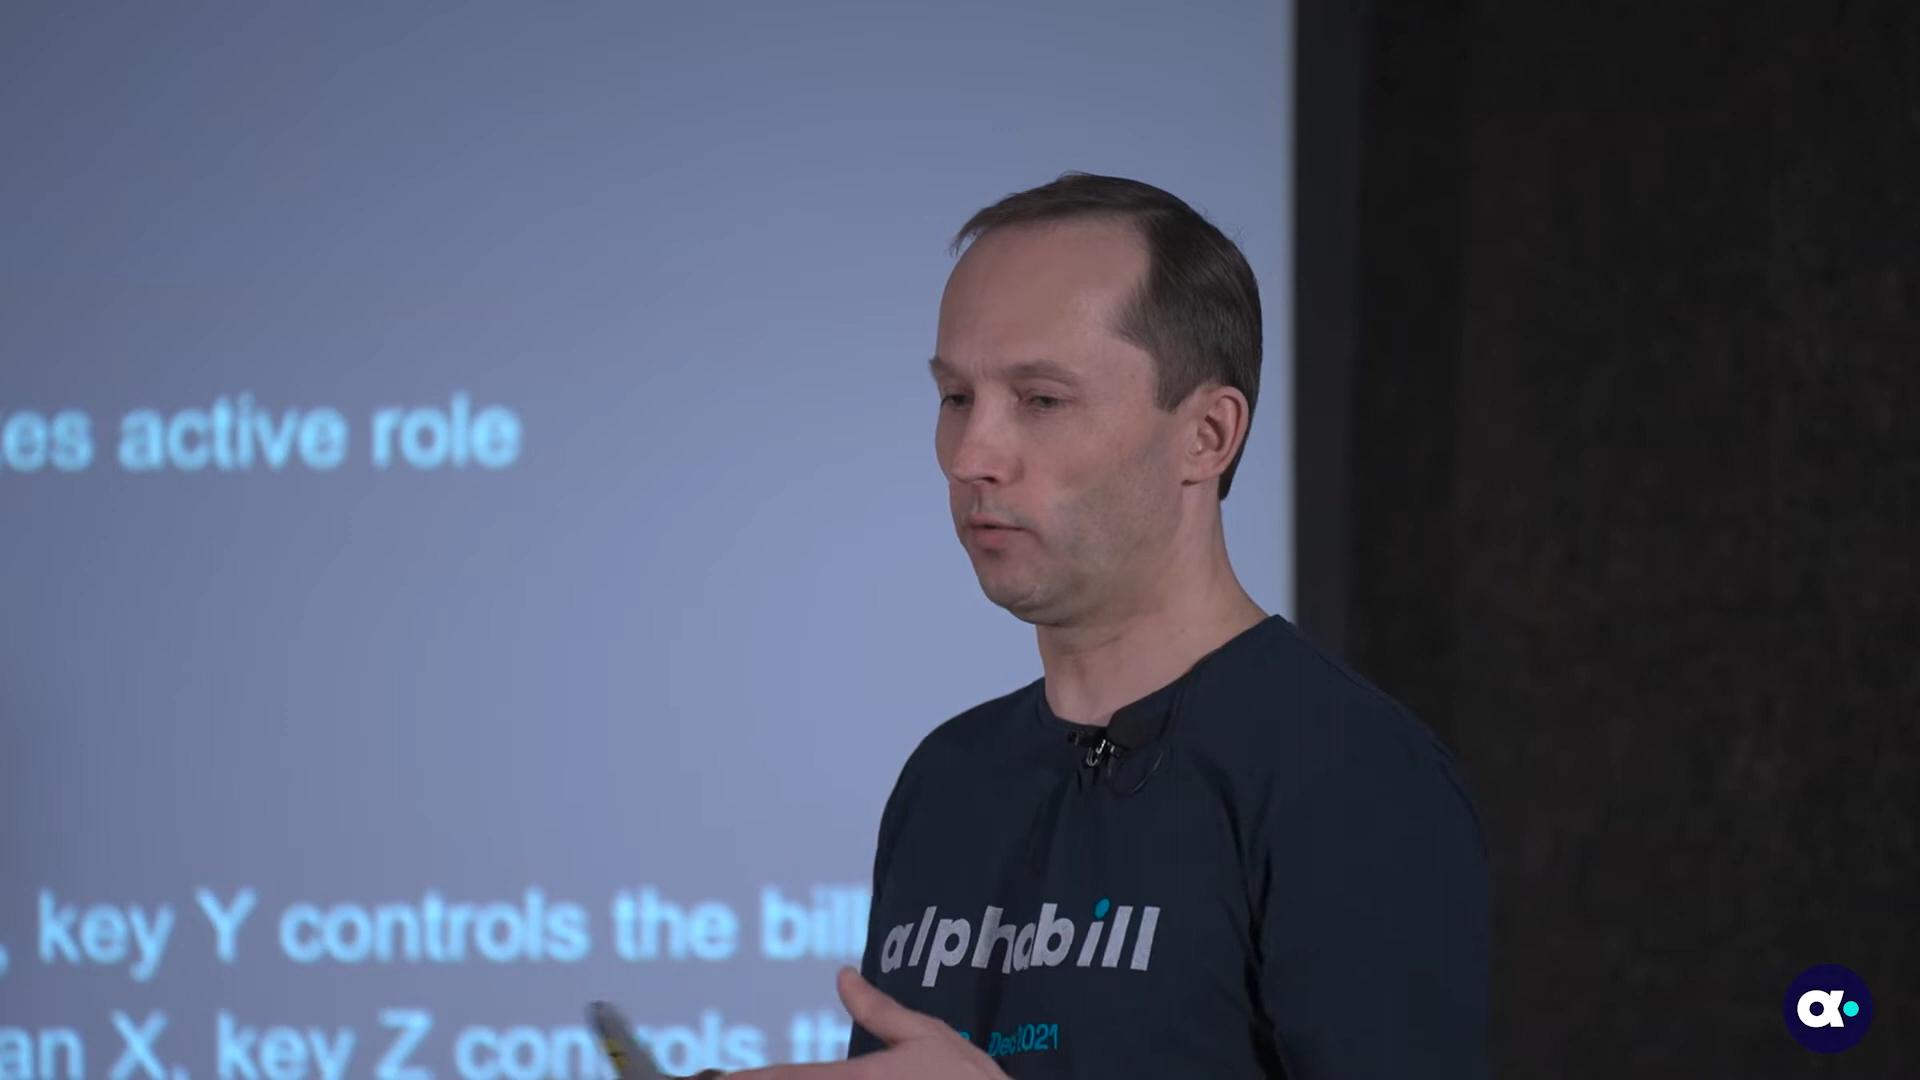 es active role
, key Y controls the bill
an X, key Z controls th
alphabill
Dec 2021
α